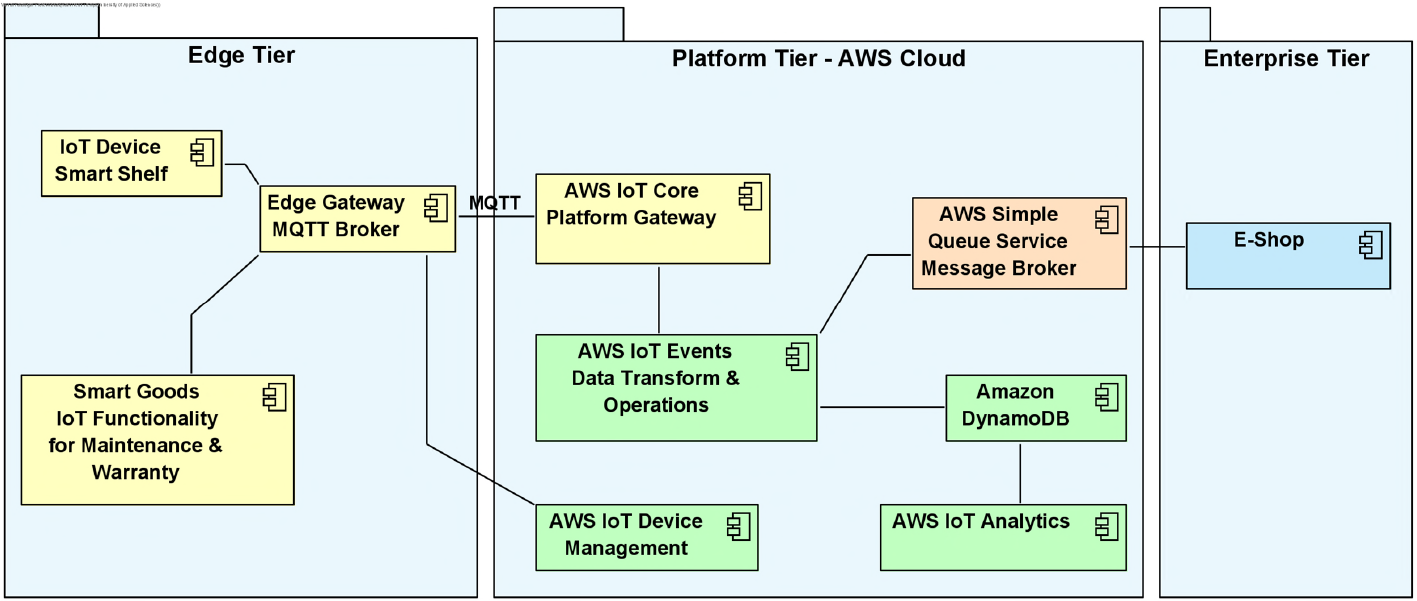 Edge Tier
IoT Device
Smart Shelf
Edge Gateway
MQTT Broker
Smart Goods
IoT Functionality
for Maintenance &
Warranty
MQTT
Platform Tier - AWS Cloud
AWS IoT Core
Platform Gateway
AWS IoT Events
Data Transform &
Operations
AWS IoT Device
Management
AWS Simple
Queue Service
Message Broker
Amazon
DynamoDB
AWS IoT Analytics
Enterprise Tier
E-Shop